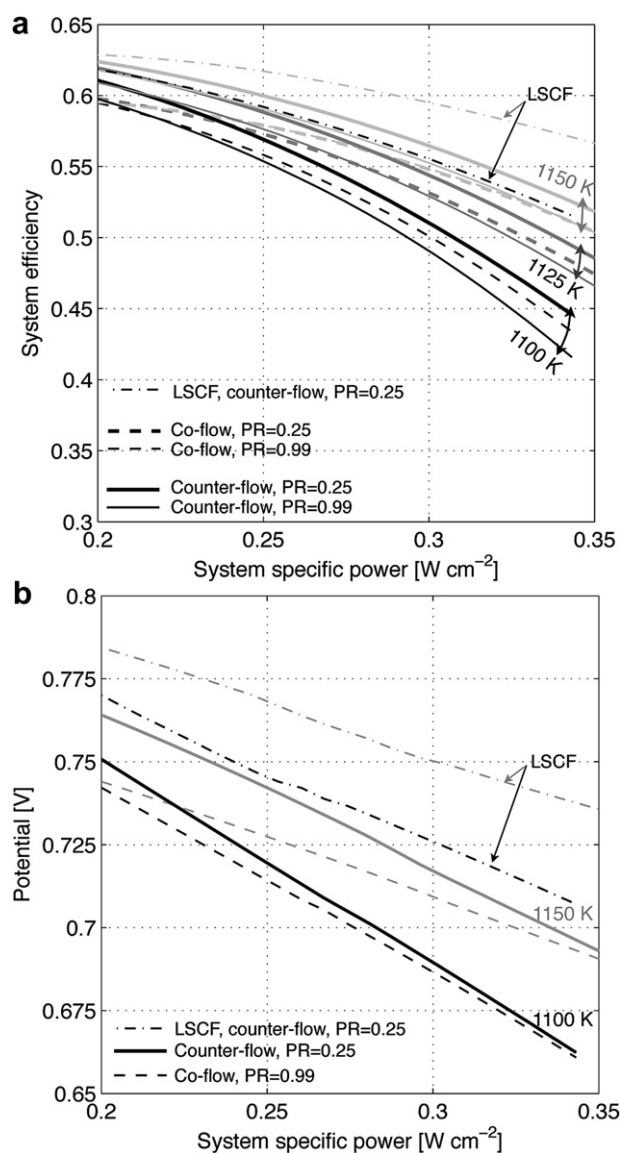 a
0.65
0.6
0.55
0.5
0.45
0.4
0.35
0.3
System efficiency
LSCF
1150 K
1125 K
1100 K
LSCF, counter-flow, PR=0.25
Co-flow, PR=0.25
Co-flow, PR=0.99
Counter-flow, PR=0.25
Counter-flow, PR=0.99
0.2 0.25 0.3 0.35
System specific power [W cm⁻²]
b
0.8
0.775
0.75
0.725
0.7
0.675
0.65
Potential [V]
LSCF
1150 K
1100 K
LSCF, counter-flow, PR=0.25
Counter-flow, PR=0.25
Co-flow, PR=0.99
0.2 0.25 0.3 0.35
System specific power [W cm⁻²]